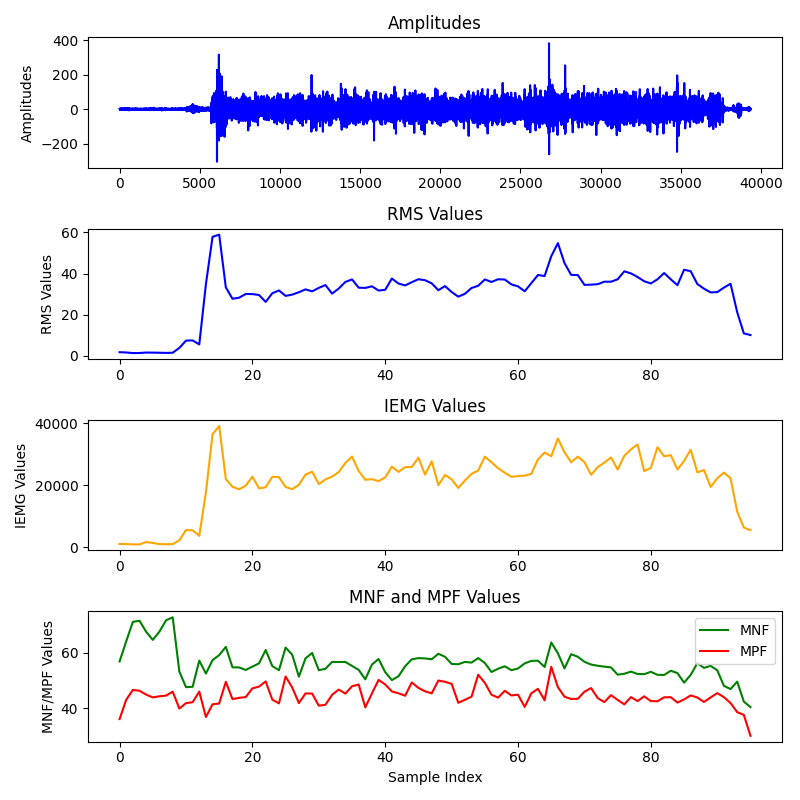 Amplitudes
Amplitudes
400
200
0
−200
0 5000 10000 15000 20000 25000 30000 35000 40000
RMS Values
RMS Values
60
40
20
0
0 20 40 60 80
IEMG Values
IEMG Values
40000
20000
0
0 20 40 60 80
MNF and MPF Values
MNF/MPF Values
60
40
MNF
MPF
0 20 40 60 80
Sample Index